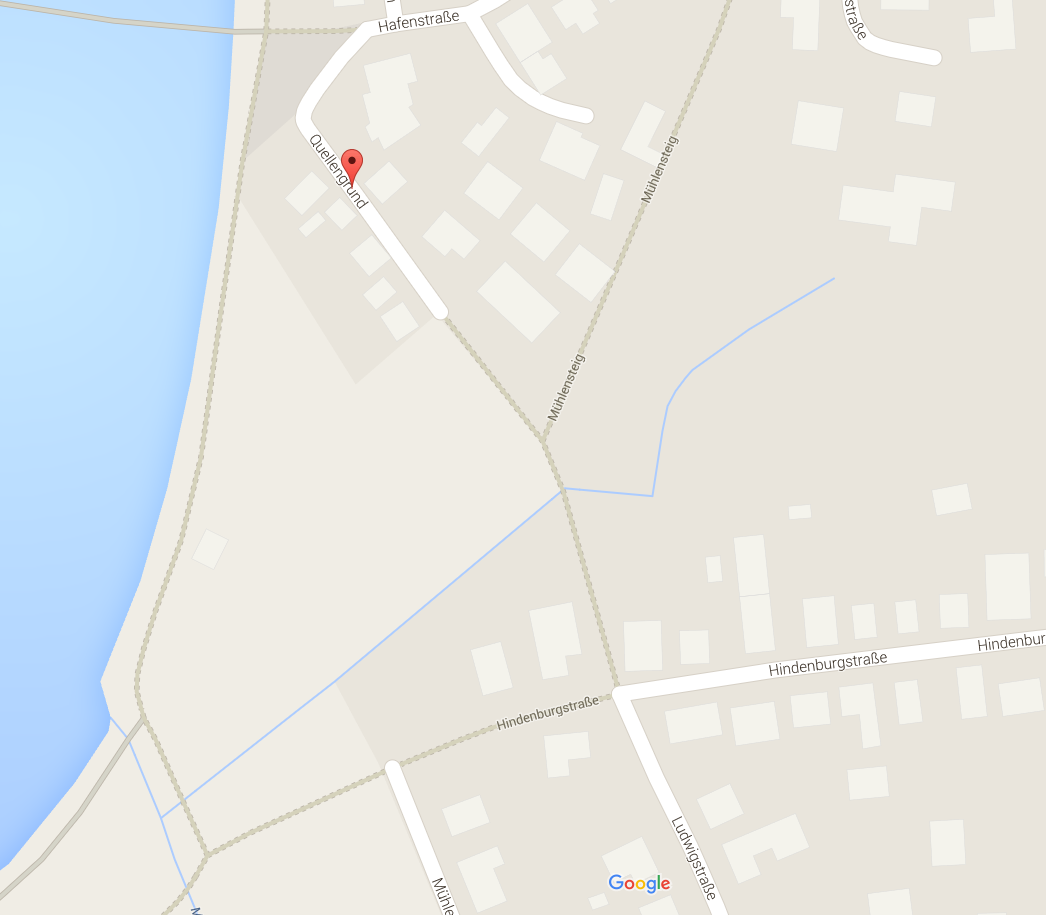 Hafenstraße
straße
Quellengrund
Mühlensteig
Mühlensteig
Hindenbur
Hindenburgstraße
Hindenburgstraße
Ludwigstraße
Mühle
Google
M